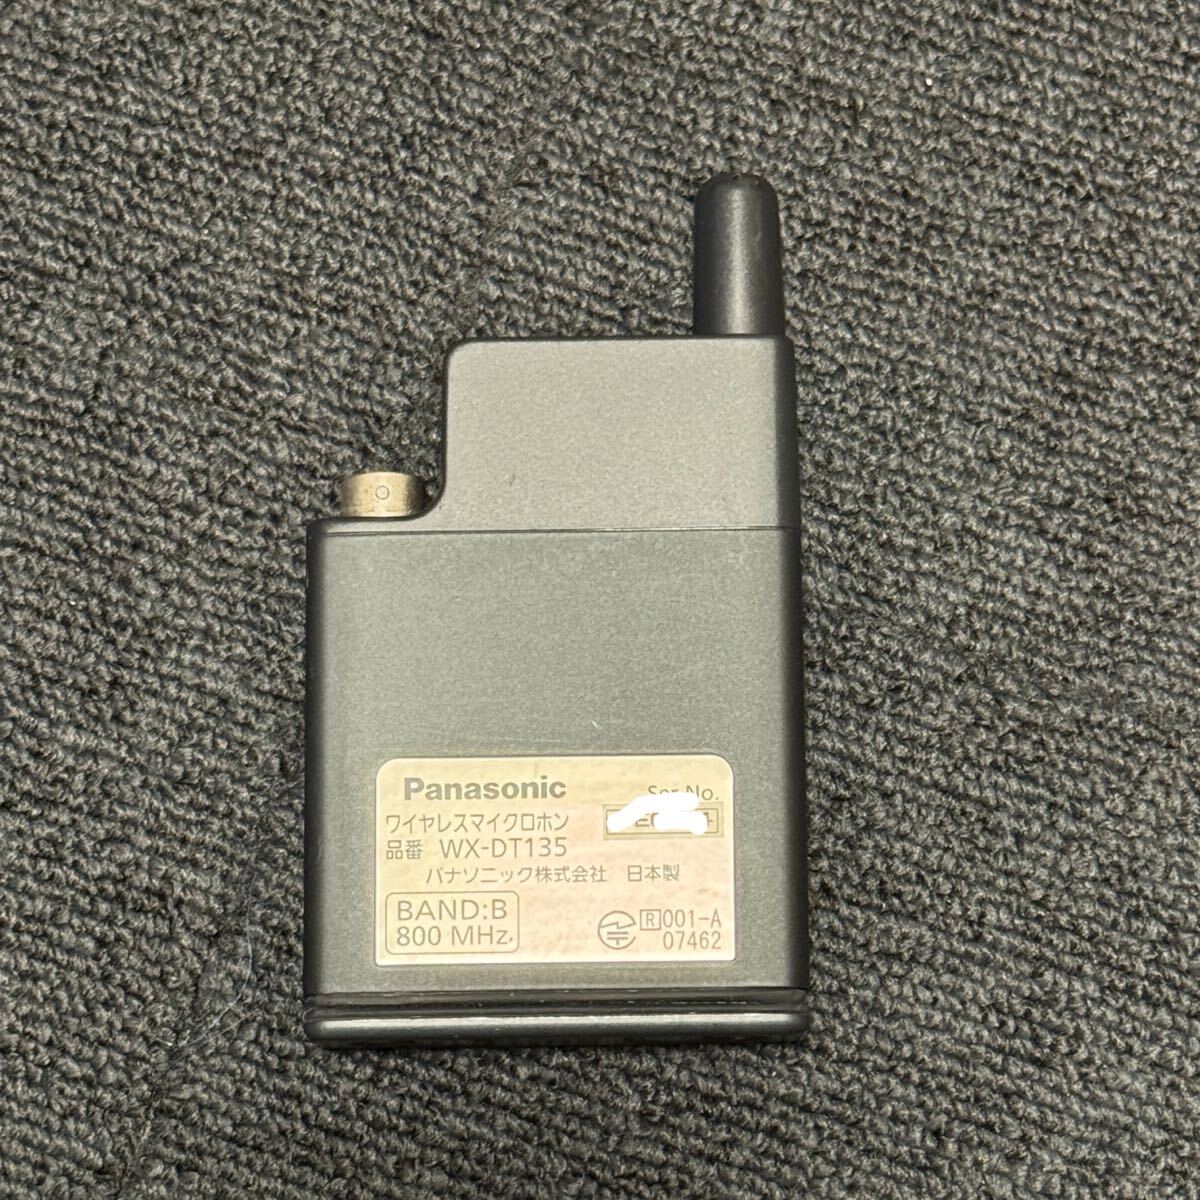 Panasonic
Ser.No.
ワイヤレスマイクロホン
品番 WX-DT135
パナソニック株式会社 日本製
BAND:B
800 MHz
R 001-A
07462